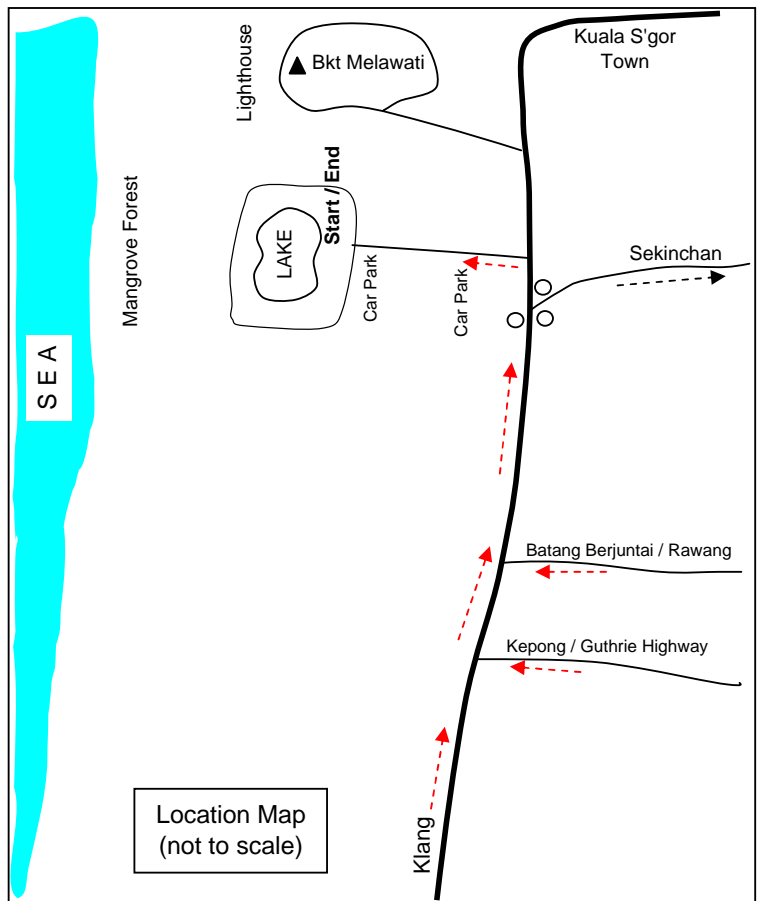 Kuala S'gor
Town
Bkt Melawati
Lighthouse
Start / End
LAKE
Mangrove Forest
Car Park
Car Park
Sekinchan
S E A
Batang Berjuntai / Rawang
Kepong / Guthrie Highway
Location Map
(not to scale)
Klang